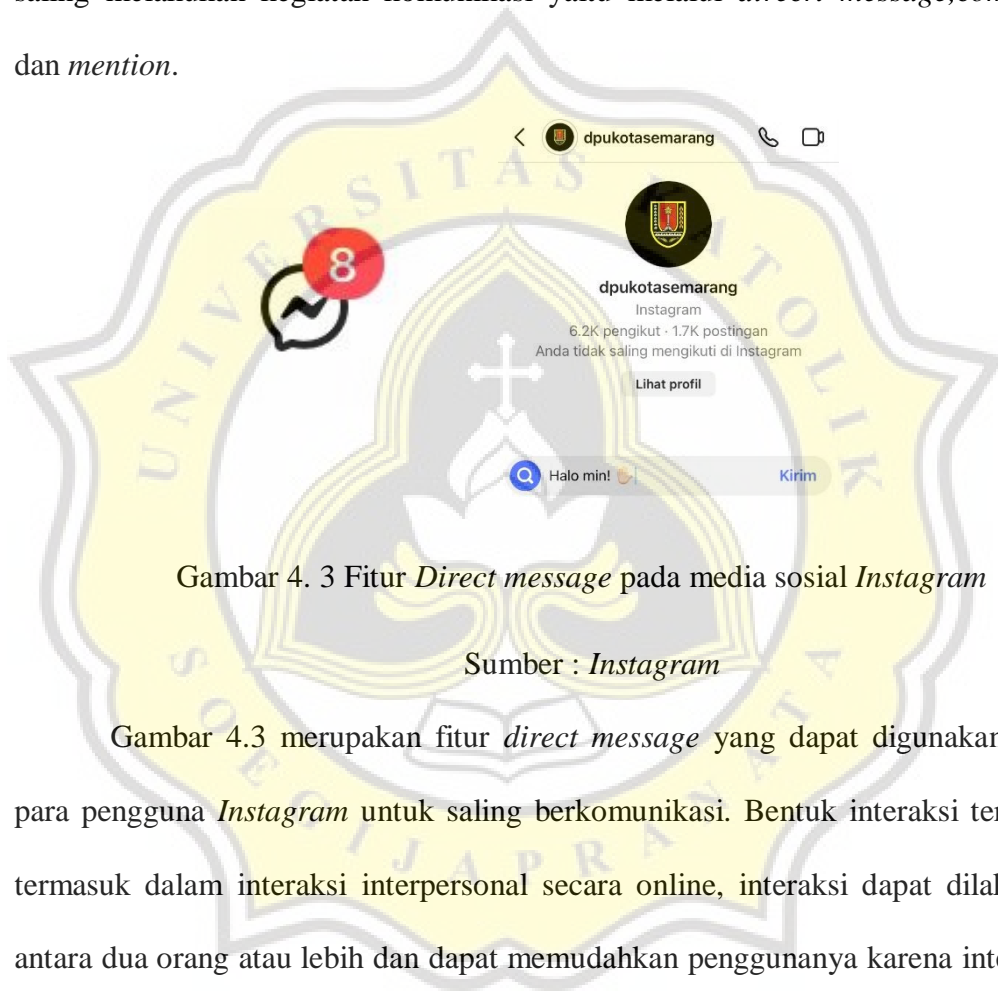 dan mention.
dpukotasemarang
8
dpukotasemarang
Instagram
6.2K pengikut · 1.7K postingan
Anda tidak saling mengikuti di Instagram
Lihat profil
Halo min! 👋
Kirim
Gambar 4. 3 Fitur Direct message pada media sosial Instagram
Sumber : Instagram
Gambar 4.3 merupakan fitur direct message yang dapat digunakan
para pengguna Instagram untuk saling berkomunikasi. Bentuk interaksi
termasuk dalam interaksi interpersonal secara online, interaksi dapat
antara dua orang atau lebih dan dapat memudahkan penggunanya karena
UNIVERSITAS KATOLIK
SOEGIJAPRANATA